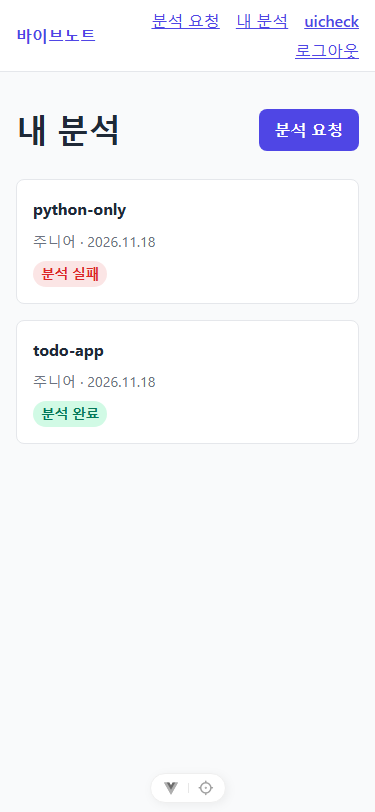 바이브노트
분석 요청 내 분석 uicheck
로그아웃
내 분석
분석 요청
python-only
주니어 · 2026.11.18
분석 실패
todo-app
주니어 · 2026.11.18
분석 완료